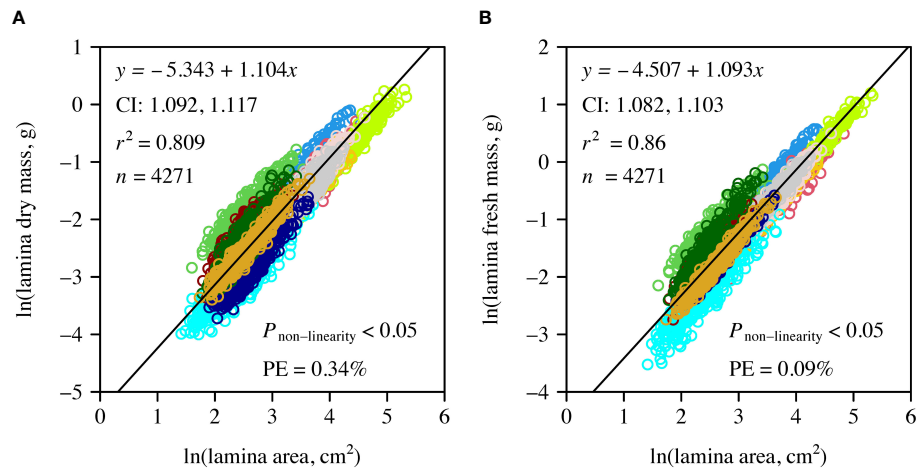 A
y = −5.343 + 1.104x
CI: 1.092, 1.117
r² = 0.809
n = 4271
P non−linearity < 0.05
PE = 0.34%
1
0
−1
−2
−3
−4
−5
0 1 2 3 4 5 6
ln(lamina dry mass, g)
ln(lamina area, cm²)
B
y = −4.507 + 1.093x
CI: 1.082, 1.103
r² = 0.86
n = 4271
P non−linearity < 0.05
PE = 0.09%
2
1
0
−1
−2
−3
−4
0 1 2 3 4 5 6
ln(lamina fresh mass, g)
ln(lamina area, cm²)